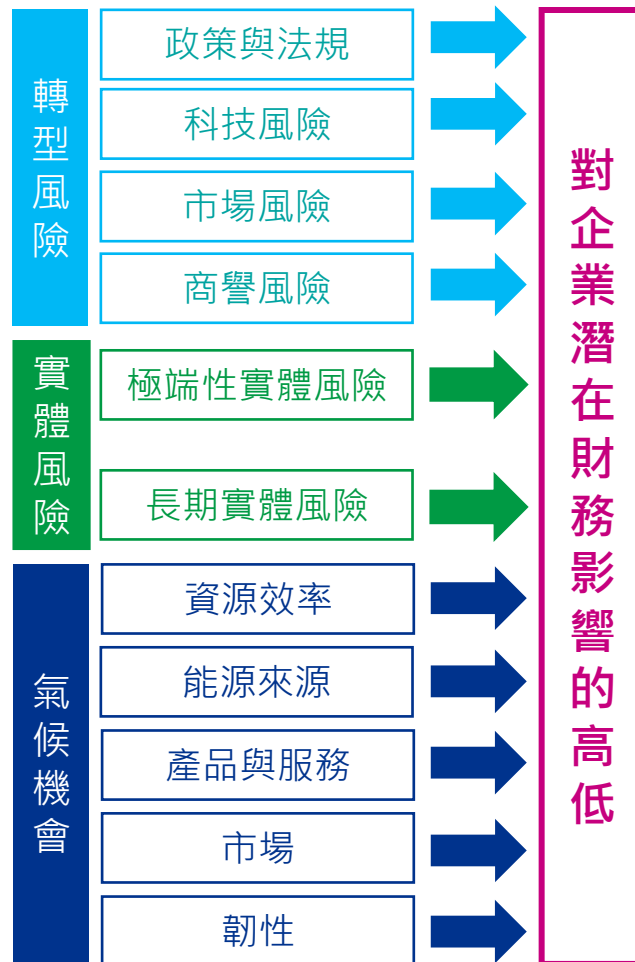 轉型風險
政策與法規
科技風險
市場風險
商譽風險
實體風險
極端性實體風險
長期實體風險
氣候機會
資源效率
能源來源
產品與服務
市場
韌性
對企業潛在財務影響的高低